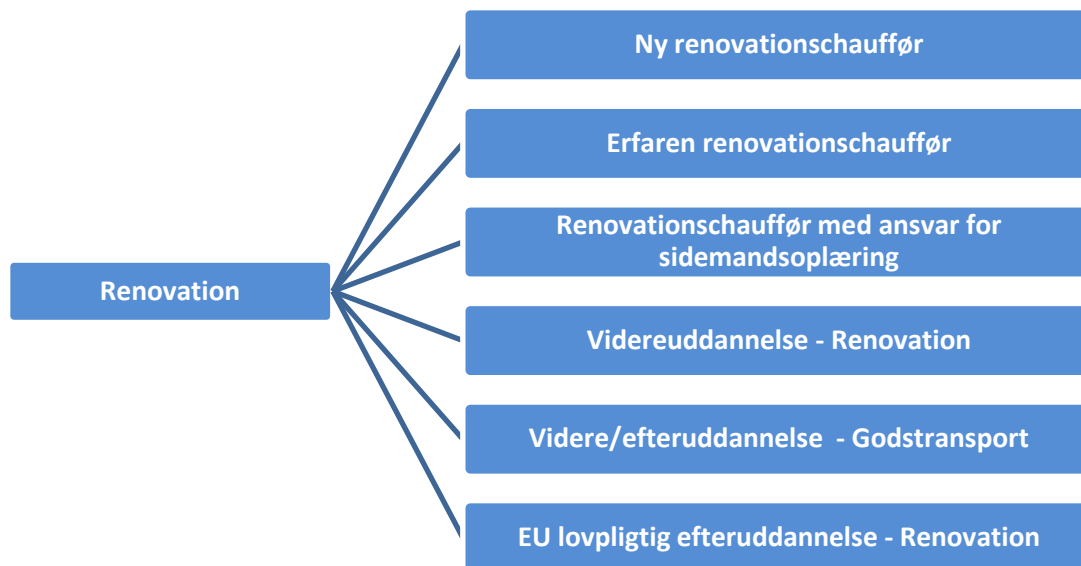 Ny renovationschauffør
Erfaren renovationschauffør
Renovationschauffør med ansvar for
sidemandsoplæring
Renovation
Videreuddannelse - Renovation
Videre/efteruddannelse  - Godstransport
EU lovpligtig efteruddannelse - Renovation